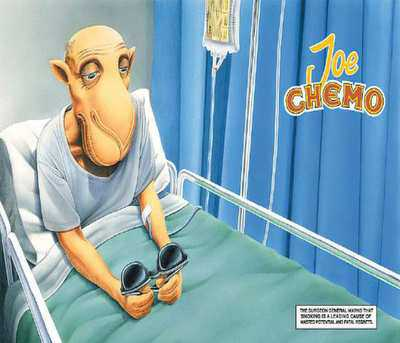 Joe
CHEMO
THE SURGEON GENERAL WARNS THAT
SMOKING IS A LEADING CAUSE OF
WASTED POTENTIAL AND FATAL REGRETS.